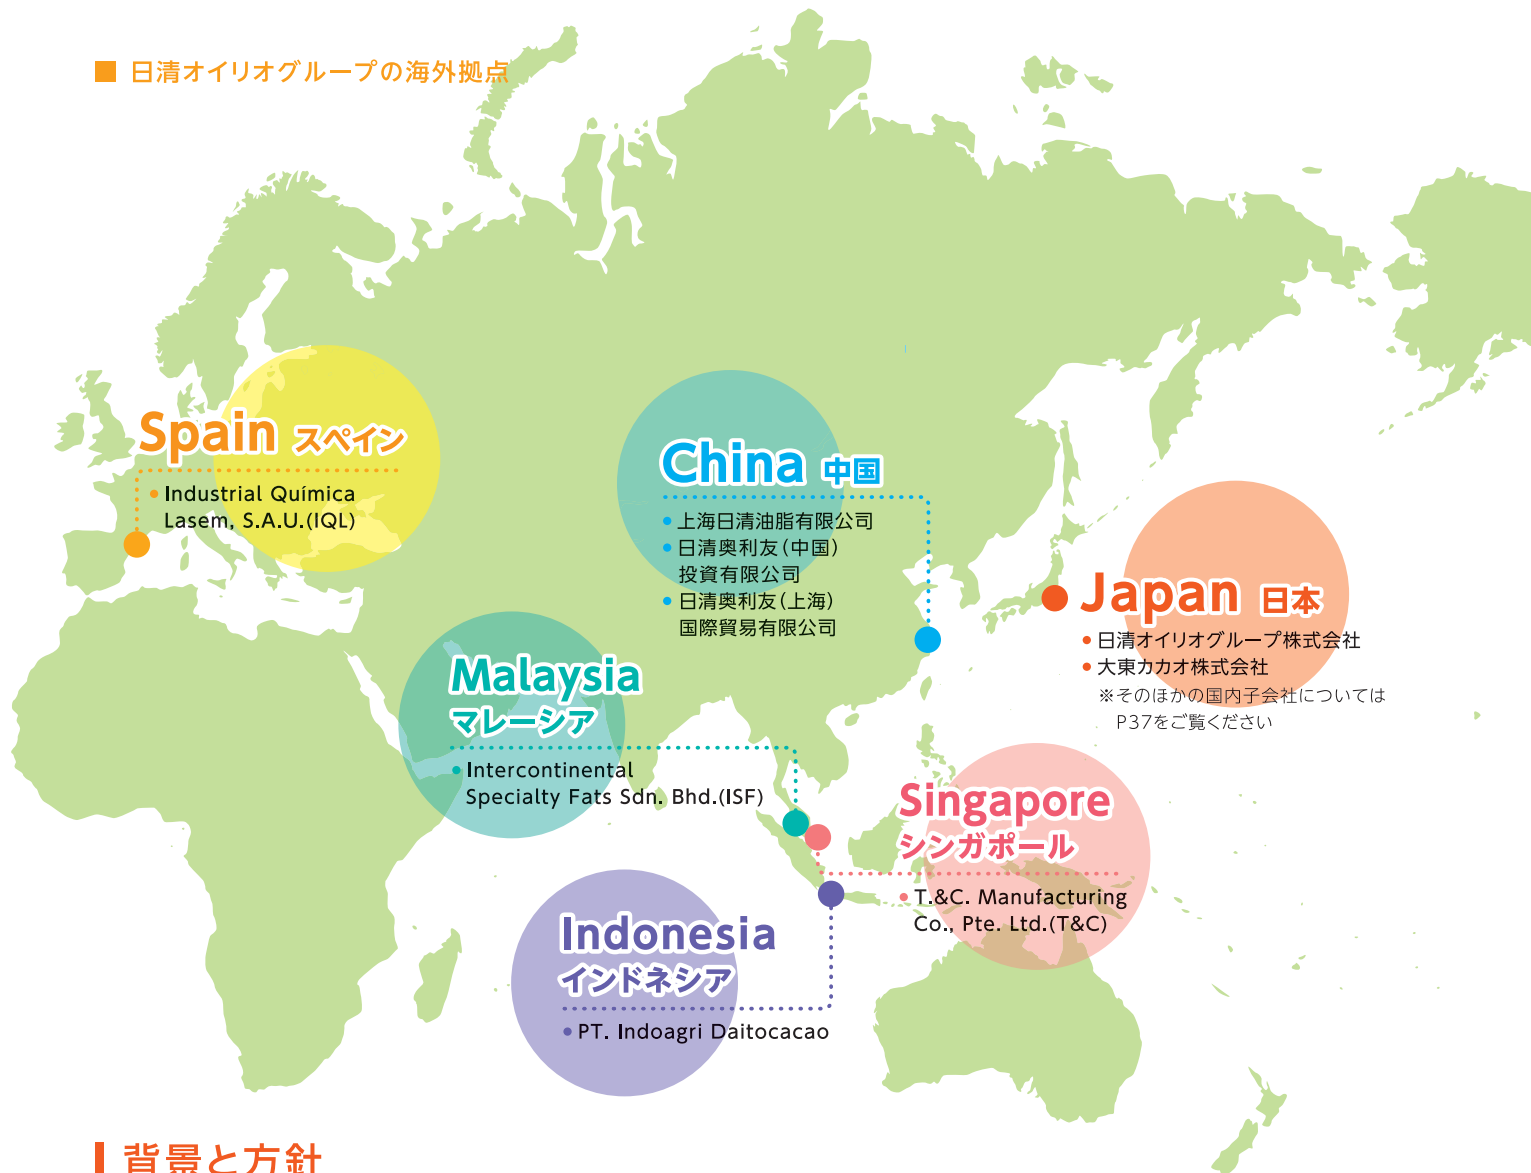 ■ 日清オイリオグループの海外拠点
Spain スペイン
• Industrial Química
Lasem, S.A.U.(IQL)
China 中国
• 上海日清油脂有限公司
• 日清奥利友(中国)
投資有限公司
• 日清奥利友(上海)
国際貿易有限公司
Japan 日本
• 日清オイリオグループ株式会社
• 大東カカオ株式会社
※そのほかの国内子会社については
P37をご覧ください
Malaysia
マレーシア
• Intercontinental
Specialty Fats Sdn. Bhd.(ISF)
Singapore
シンガポール
• T.&C. Manufacturing
Co., Pte. Ltd.(T&C)
Indonesia
インドネシア
• PT. Indoagri Daitocacao
背景と方針